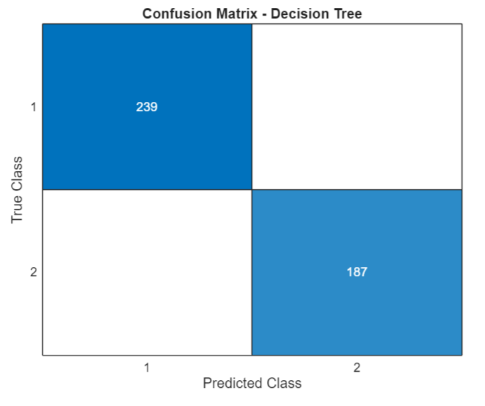 Confusion Matrix - Decision Tree
1
239
True Class
2
187
1
2
Predicted Class